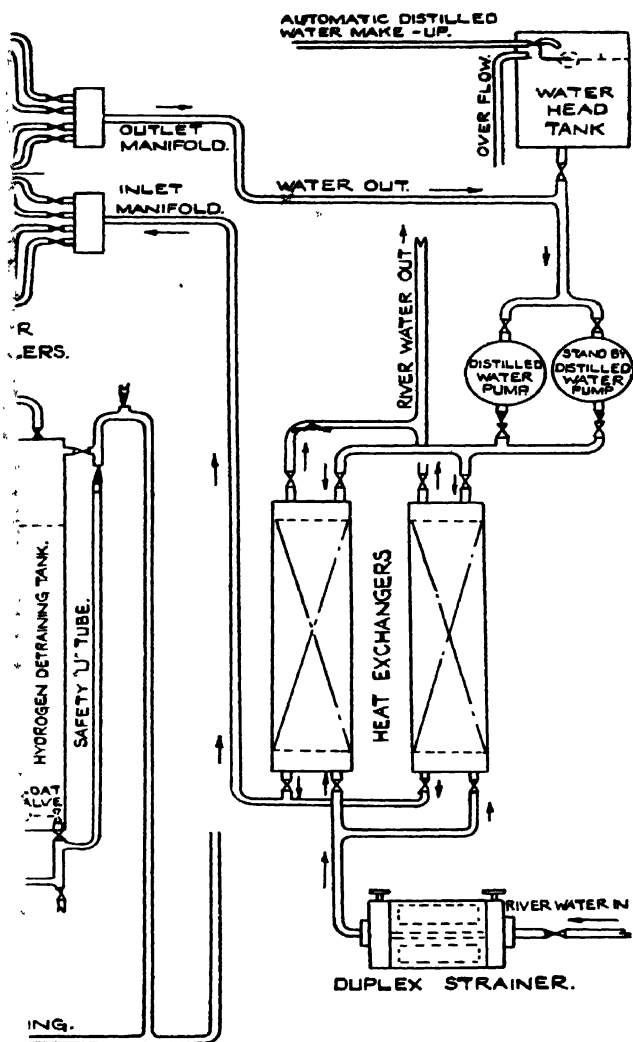 AUTOMATIC DISTILLED
WATER MAKE-UP.
OVER FLOW.
WATER
HEAD
TANK
OUTLET
MANIFOLD.
WATER OUT.
INLET
MANIFOLD.
RIVER WATER OUT
R
ERS.
DISTILLED
WATER
PUMP.
STAND BY
DISTILLED
WATER
PUMP
HYDROGEN DETRAINING TANK.
SAFETY "U" TUBE.
HEAT EXCHANGERS
OAT
RIVER WATER IN
DUPLEX STRAINER.
ING.